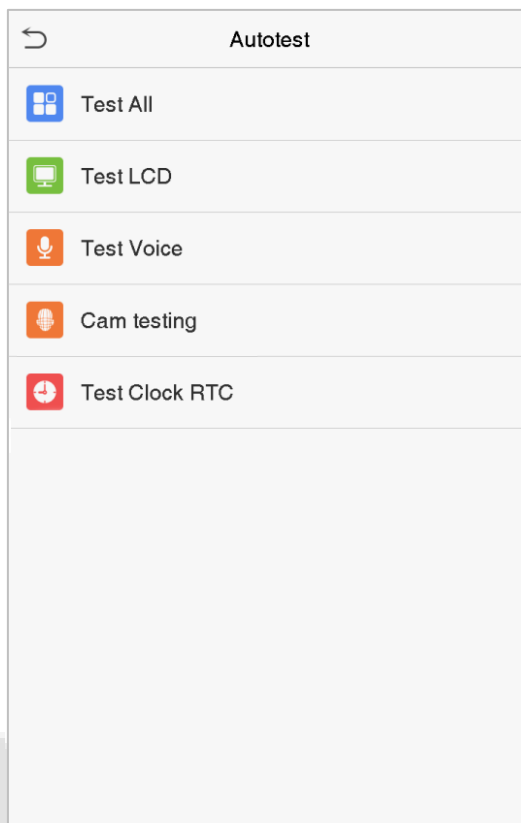 Autotest
Test All
Test LCD
Test Voice
Cam testing
Test Clock RTC